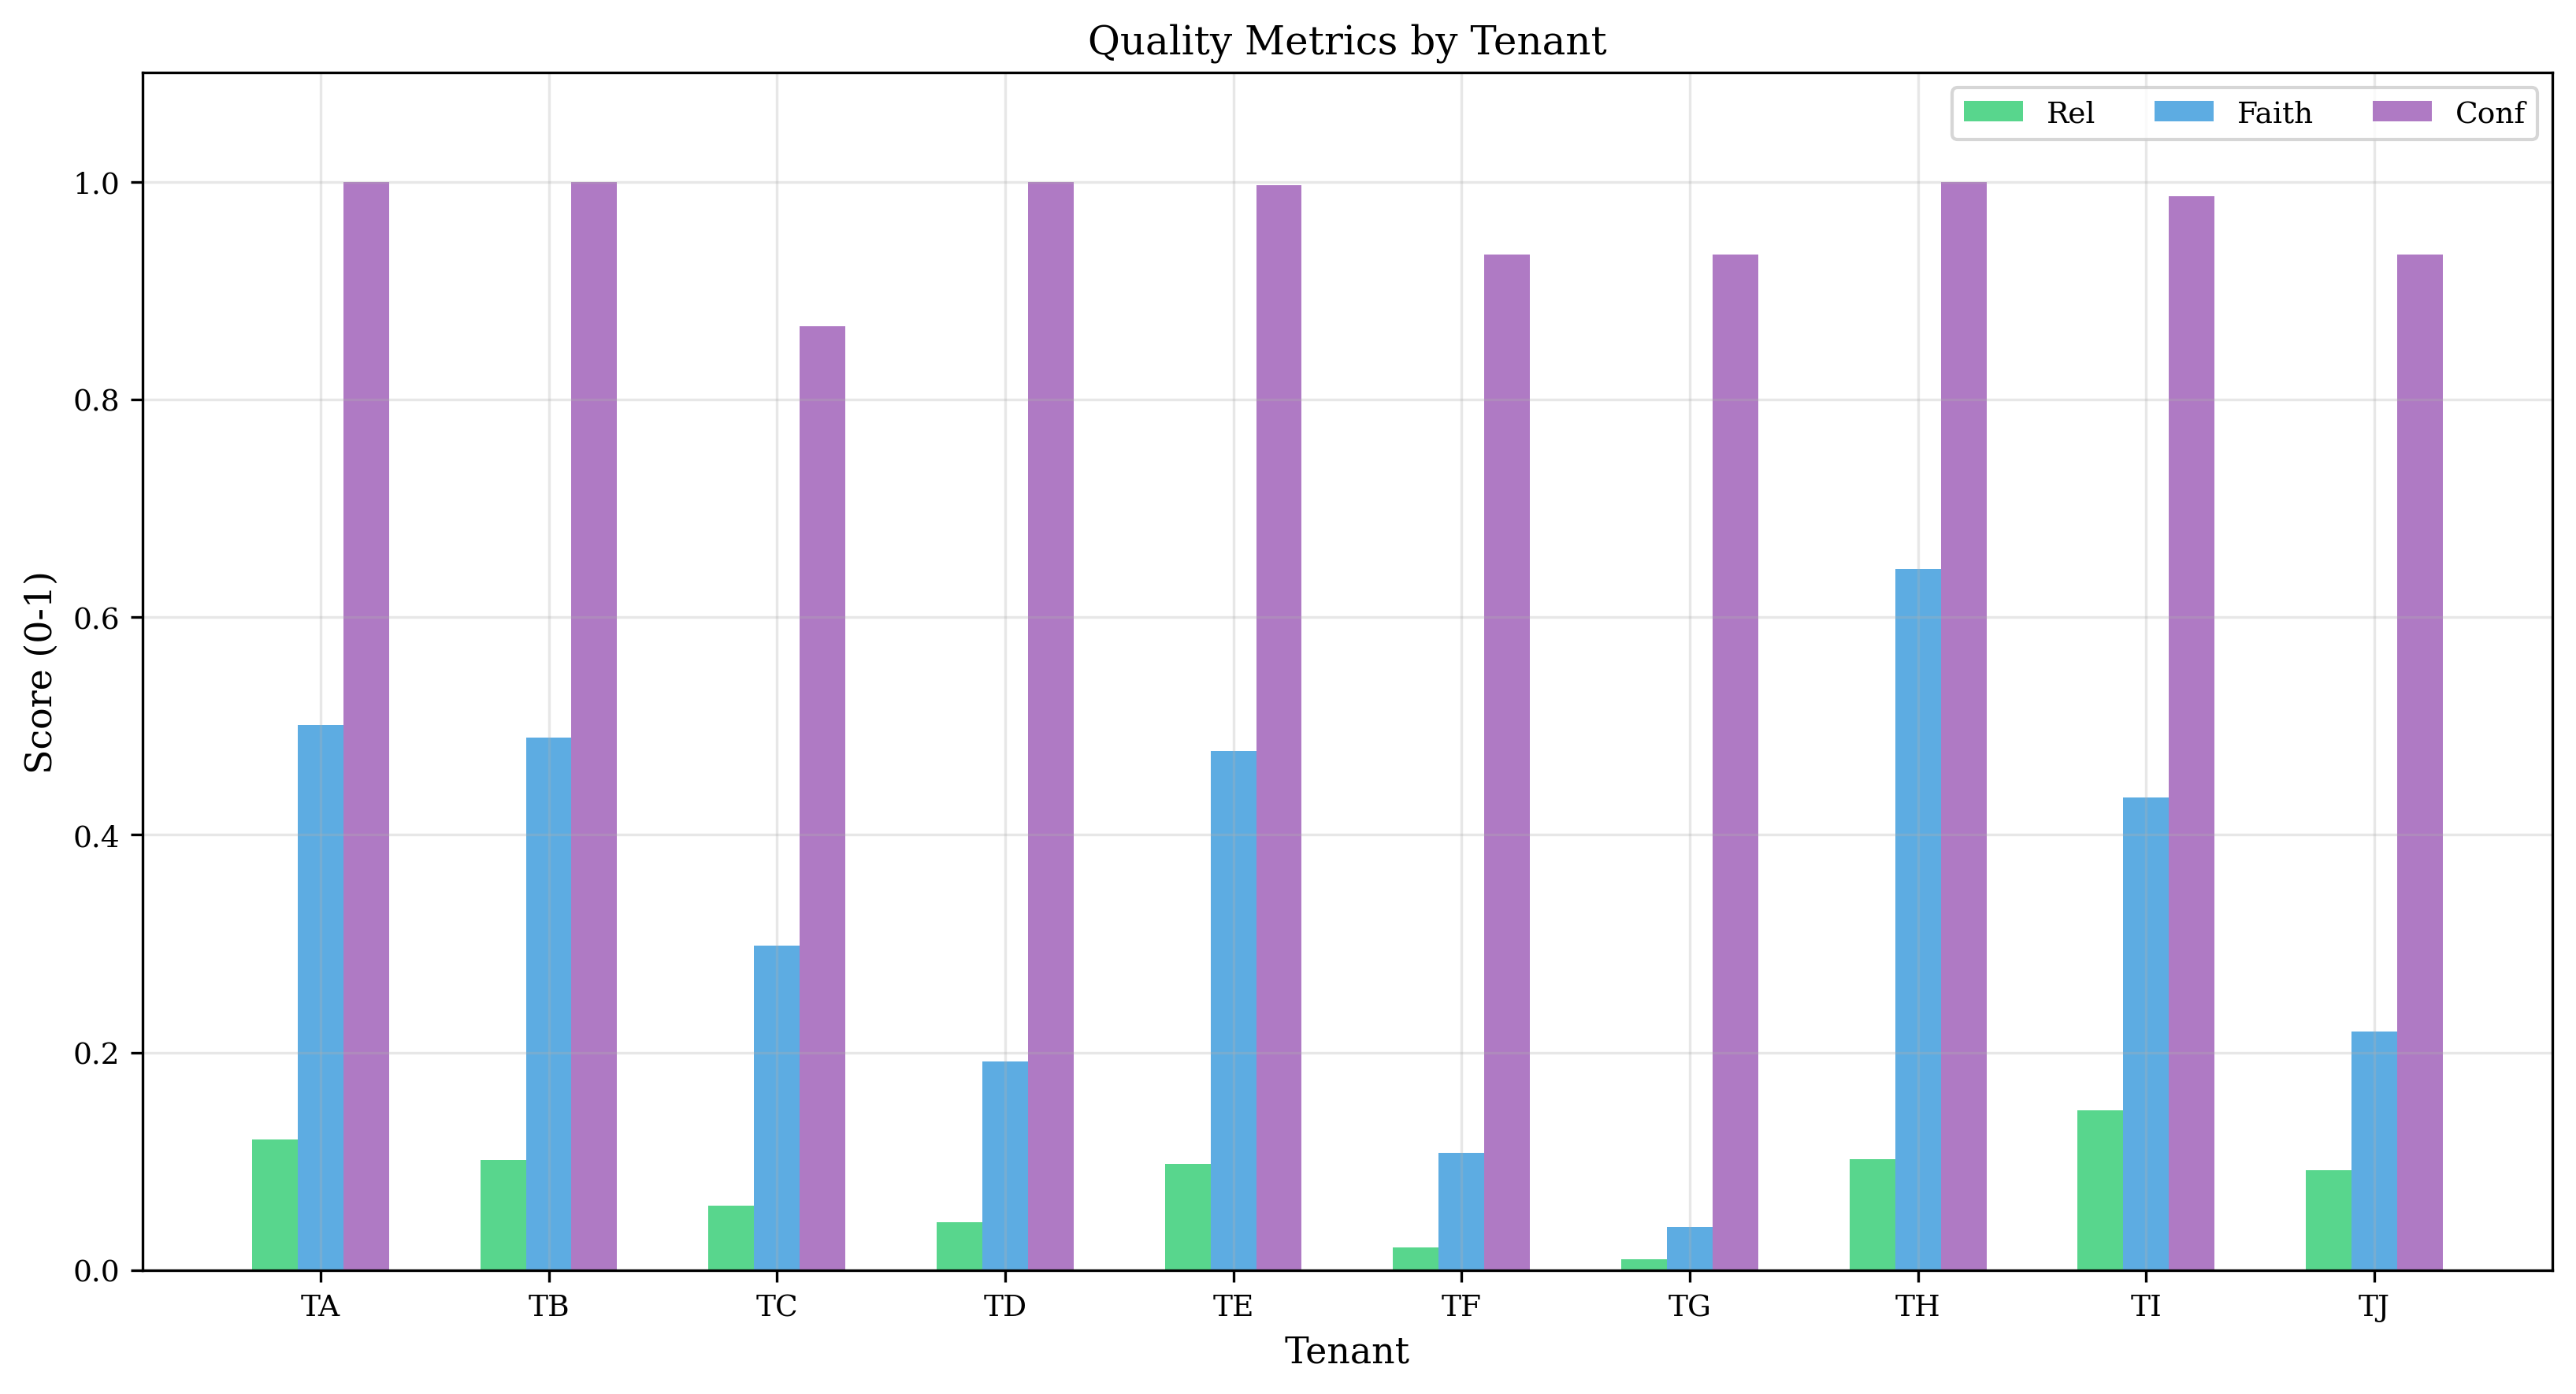 Quality Metrics by Tenant
Rel Faith Conf
1.0
0.8
0.6
0.4
0.2
0.0
Score (0-1)
TA TB TC TD TE TF TG TH TI TJ
Tenant